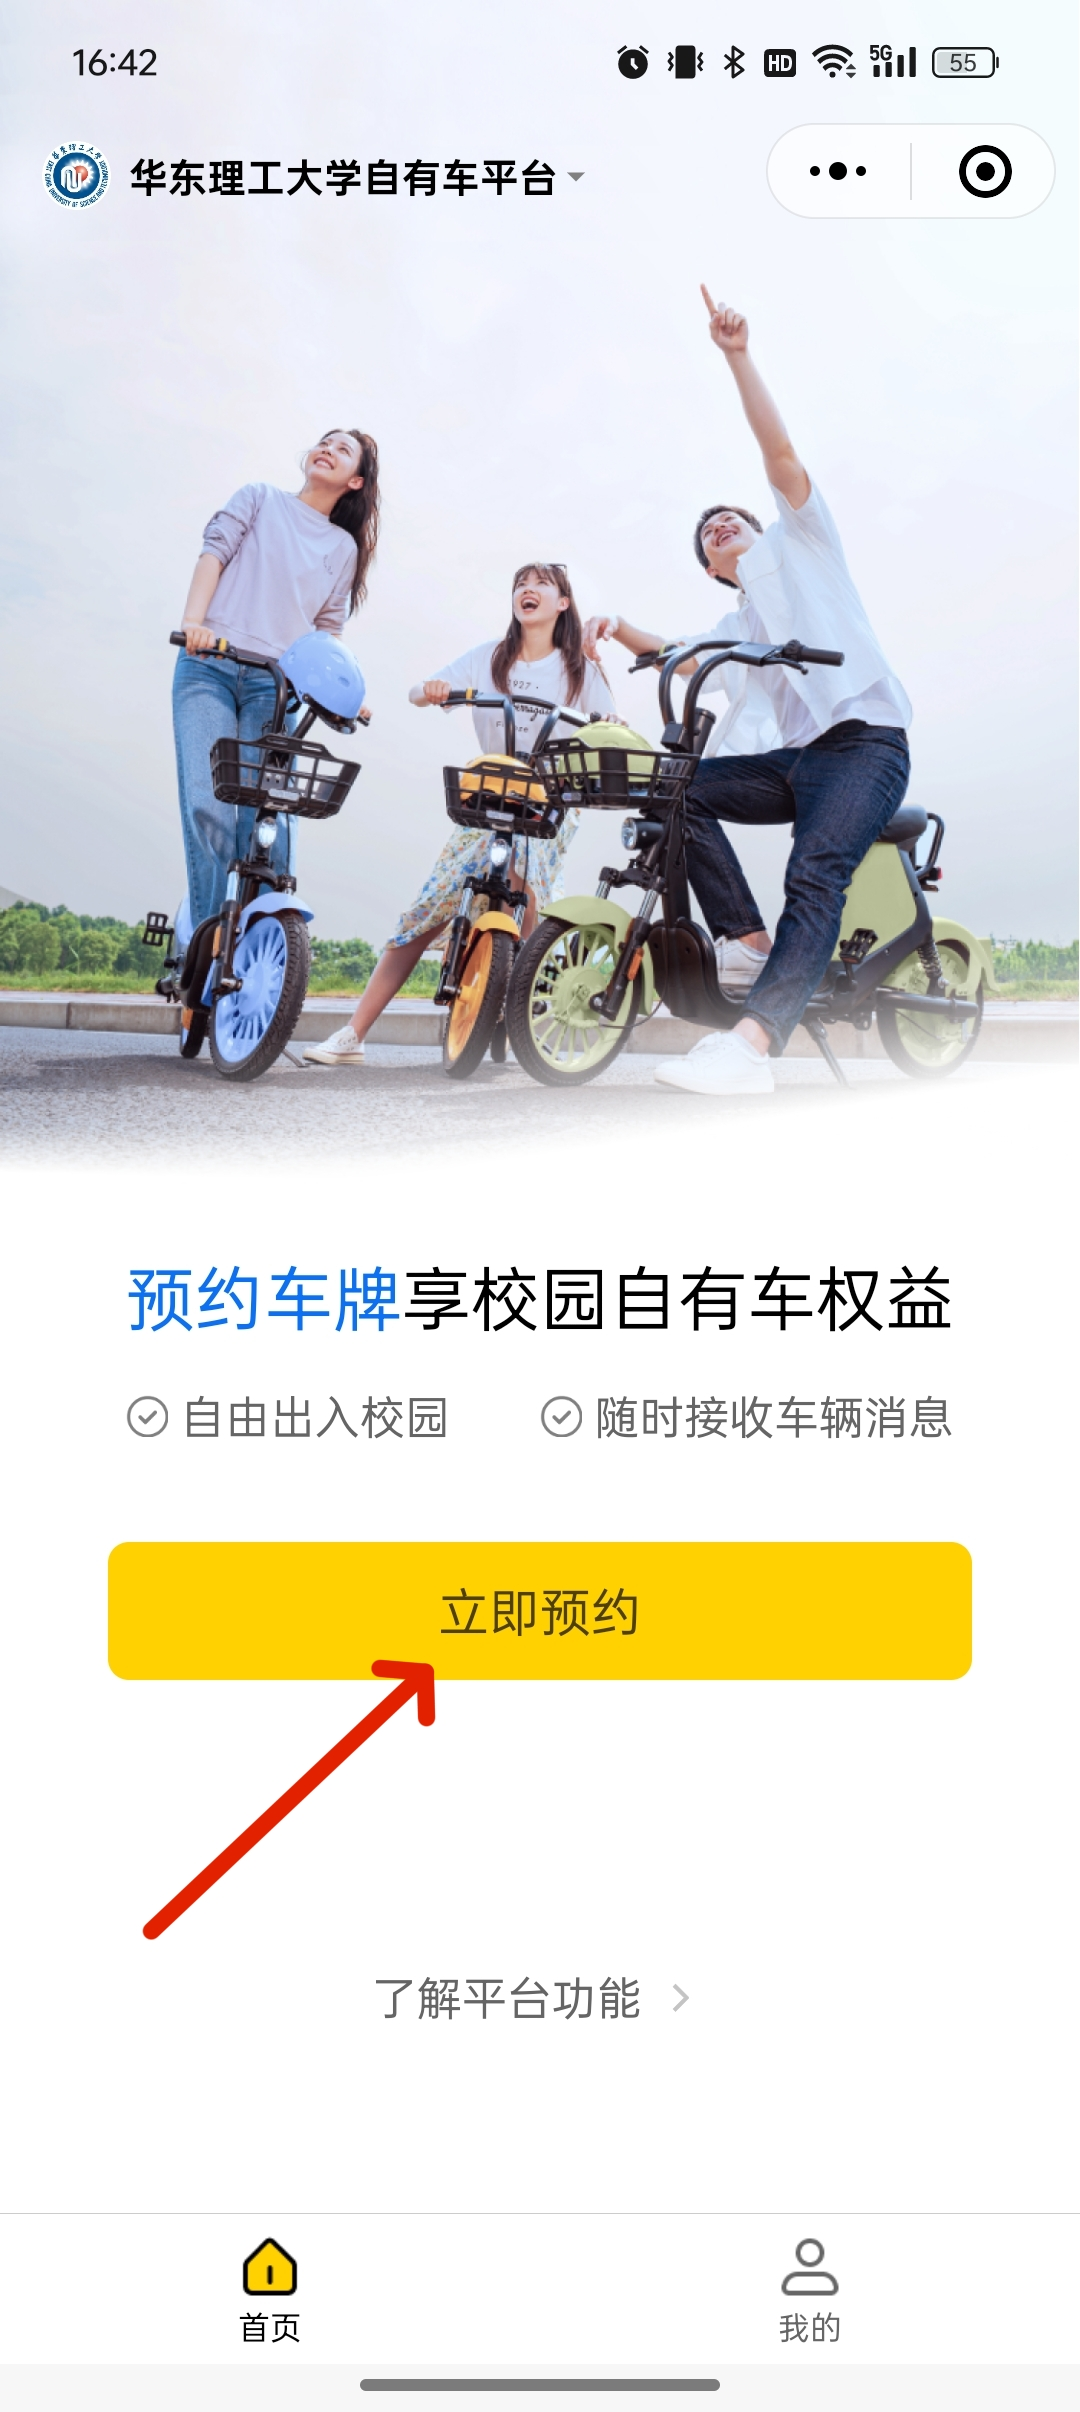 16:42
HD
5G
55
华东理工大学自有车平台
预约车牌享校园自有车权益
自由出入校园
随时接收车辆消息
立即预约
了解平台功能
首页
我的